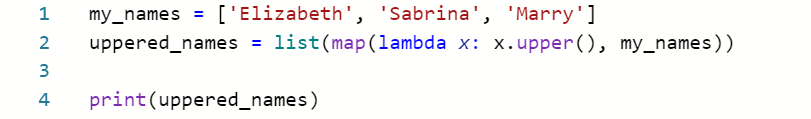 1 my_names = ['Elizabeth', 'Sabrina', 'Marry']
2 uppered_names = list(map(lambda x: x.upper(), my_names))
3
4 print(uppered_names)